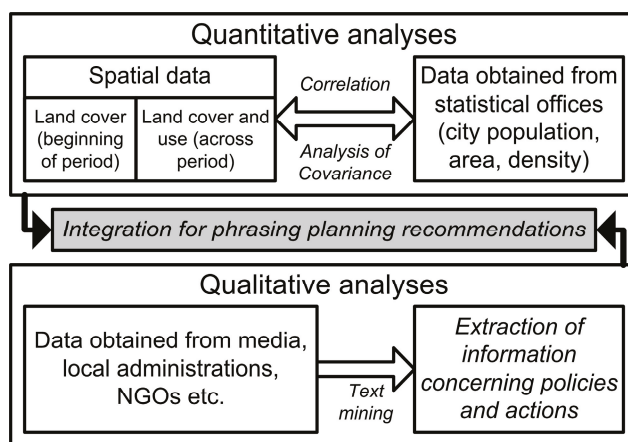 Quantitative analyses
Spatial data
Land cover
(beginning
of period)
Land cover and
use (across
period)
Correlation
Analysis of
Covariance
Data obtained from
statistical offices
(city population,
area, density)
Integration for phrasing planning recommendations
Qualitative analyses
Data obtained from media,
local administrations,
NGOs etc.
Text
mining
Extraction of
information
concerning policies
and actions